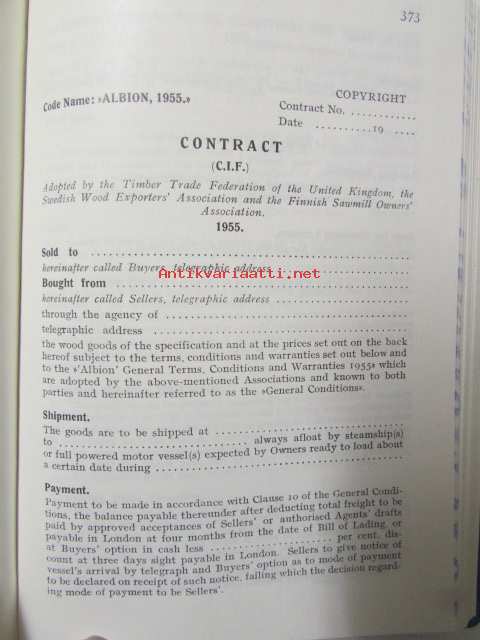 373
Code Name: »ALBION, 1955.»
COPYRIGHT
Contract No. ............
Date ..........19.....
CONTRACT
(C.I.F.)
Adopted by the Timber Trade Federation of the United Kingdom, the
Swedish Wood Exporters' Association and the Finnish Sawmill Owners'
Association.
1955.
Sold to ............
hereinafter called Buyers, telegraphic address
Antikvariaatti.net
Bought from ............
hereinafter called Sellers, telegraphic address ............
through the agency of ............
telegraphic address ............
the wood goods of the specification and at the prices set out on the back
hereof subject to the terms, conditions and warranties set out below and
to the »'Albion' General Terms, Conditions and Warranties 1955» which
are adopted by the above-mentioned Associations and known to both
parties and hereinafter referred to as the »General Conditions».
Shipment.
The goods are to be shipped at ............
to ............ always afloat by steamship(s)
or full powered motor vessel(s) expected by Owners ready to load about
a certain date during ............
Payment.
Payment to be made in accordance with Clause 10 of the General Condi-
tions, the balance payable thereunder after deducting total freight to be
paid by approved acceptances of Sellers' or authorised Agents' drafts
payable in London at four months from the date of Bill of Lading, or
at Buyers' option in cash less ............ per cent. dis-
count at three days sight payable in London. Sellers to give notice of
vessel's arrival by telegraph and Buyers' option as to mode of payment
to be declared on receipt of such notice, failing which the decision regard-
ing mode of payment to be Sellers'.